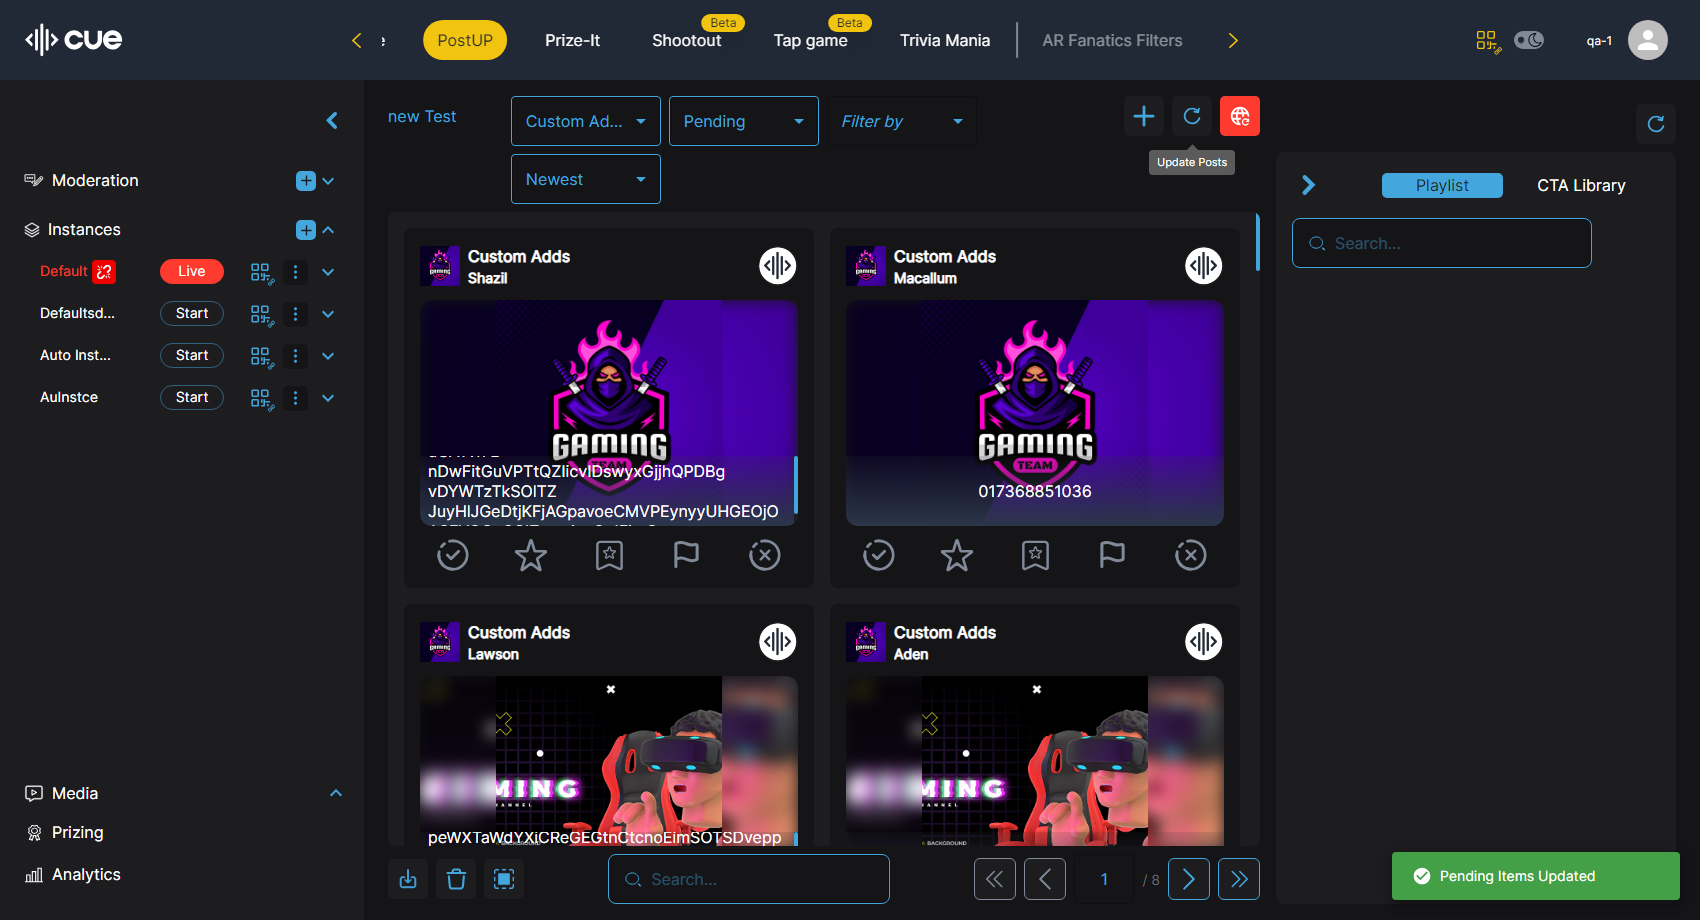 cue
PostUP
Prize-It
Beta
Shootout
Beta
Tap game
Trivia Mania
AR Fanatics Filters
qa-1
new Test
Custom Ad...
Pending
Filter by
Newest
Update Posts
Playlist
CTA Library
Search...
Moderation
Instances
Default
Live
Defaultsd...
Start
Auto Inst...
Start
AuInstce
Start
Media
Prizing
Analytics
Custom Adds
Shazil
GAMING
TEAM
nDwFitGuVPTtQZIicvIDswyxGjjhQPDBg
vDYWTzTkSOITZ
JuyHIJGeDtjKFjAGpavoeCMVPEynyyUHGEOjO
Custom Adds
Macallum
GAMING
TEAM
017368851036
Custom Adds
Lawson
MING
peWXTaWdYXiCReGEGtnCtcnoEimSOTSDvepp
Custom Adds
Aden
MING
BACKGROUND
Search...
1
/ 8
Pending Items Updated